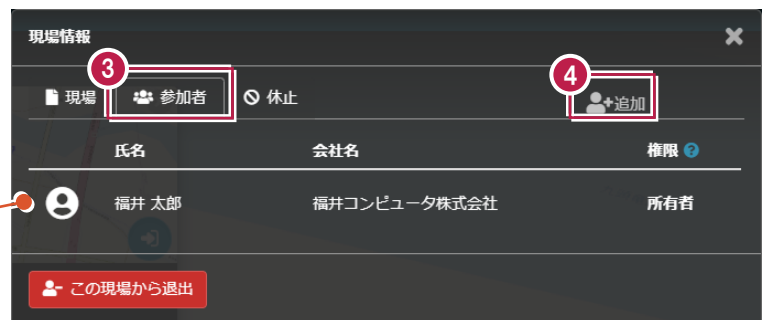 現場情報
3
4
現場 参加者 休止 追加
氏名 会社名 権限 ?
福井 太郎 福井コンピュータ株式会社 所有者
この現場から退出